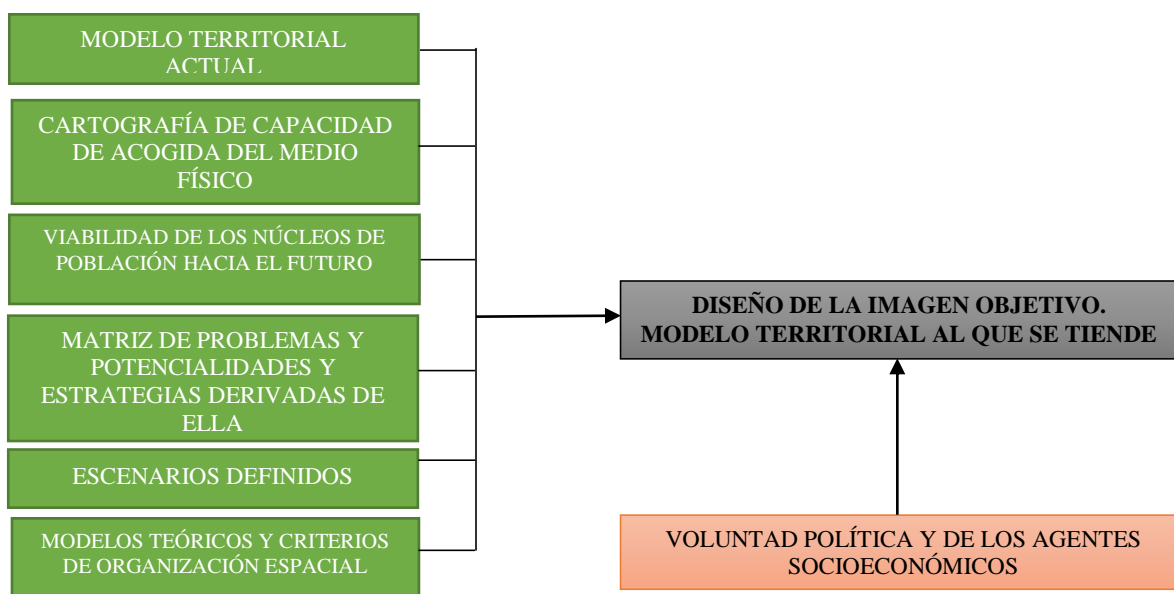 MODELO TERRITORIAL
ACTUAL
CARTOGRAFÍA DE CAPACIDAD
DE ACOGIDA DEL MEDIO
FÍSICO
VIABILIDAD DE LOS NÚCLEOS DE
POBLACIÓN HACIA EL FUTURO
MATRIZ DE PROBLEMAS Y
POTENCIALIDADES Y
ESTRATEGIAS DERIVADAS DE
ELLA
ESCENARIOS DEFINIDOS
MODELOS TEÓRICOS Y CRITERIOS
DE ORGANIZACIÓN ESPACIAL
DISEÑO DE LA IMAGEN OBJETIVO.
MODELO TERRITORIAL AL QUE SE TIENDE
VOLUNTAD POLÍTICA Y DE LOS AGENTES
SOCIOECONÓMICOS